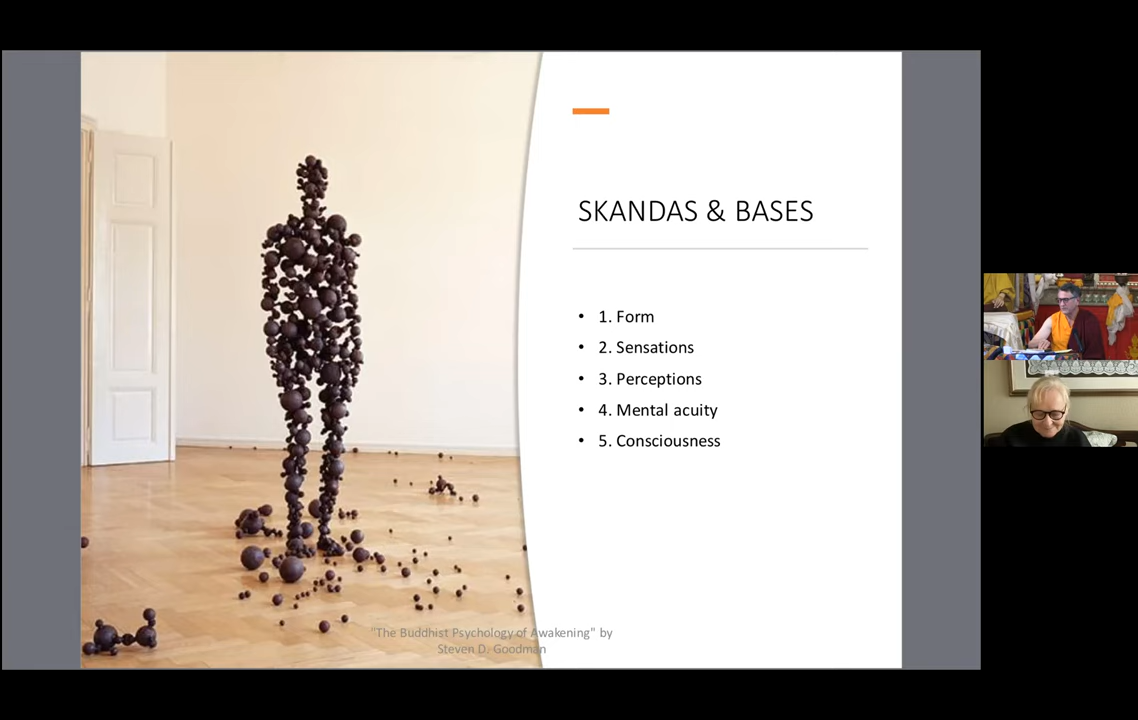 SKANDAS & BASES
• 1. Form
• 2. Sensations
• 3. Perceptions
• 4. Mental acuity
• 5. Consciousness
"The Buddhist Psychology of Awakening" by
Steven D. Goodman